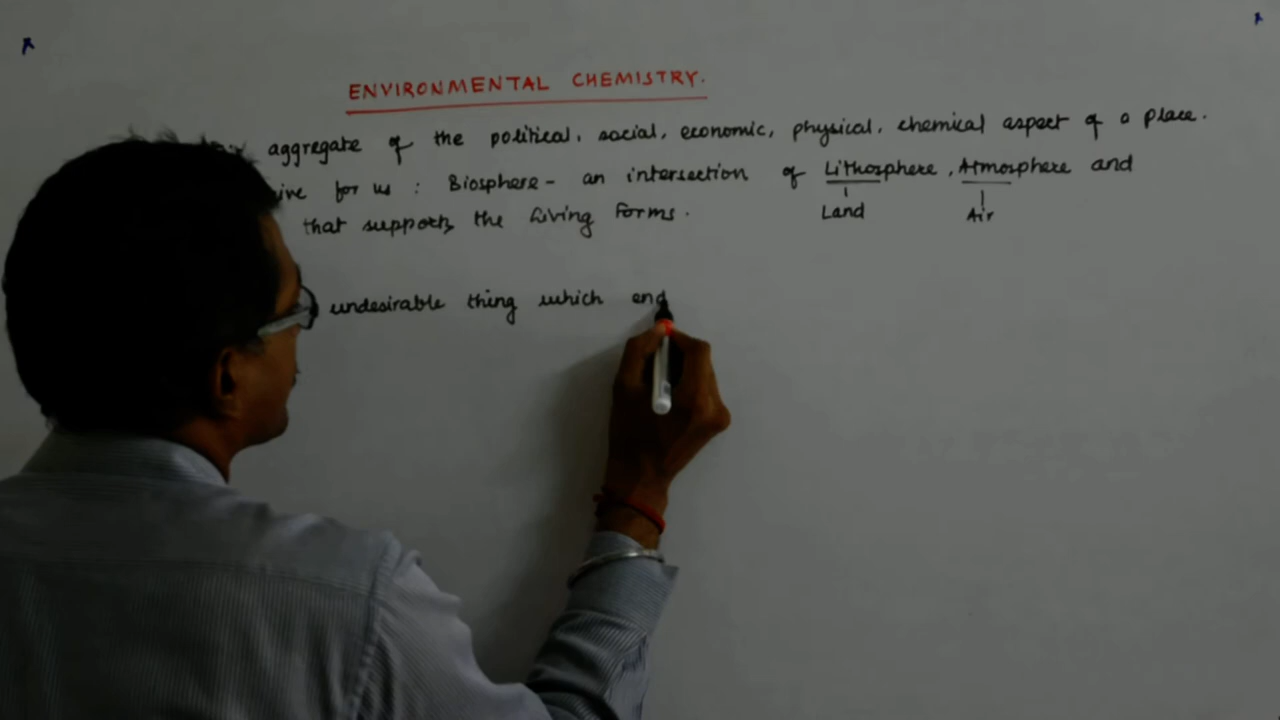 ENVIRONMENTAL CHEMISTRY.
aggregate of the political, social, economic, physical, chemical aspect of a place.
for us : Biosphere - an intersection of Lithosphere, Atmosphere and
Land Air
that supports the living forms.
undesirable thing which end